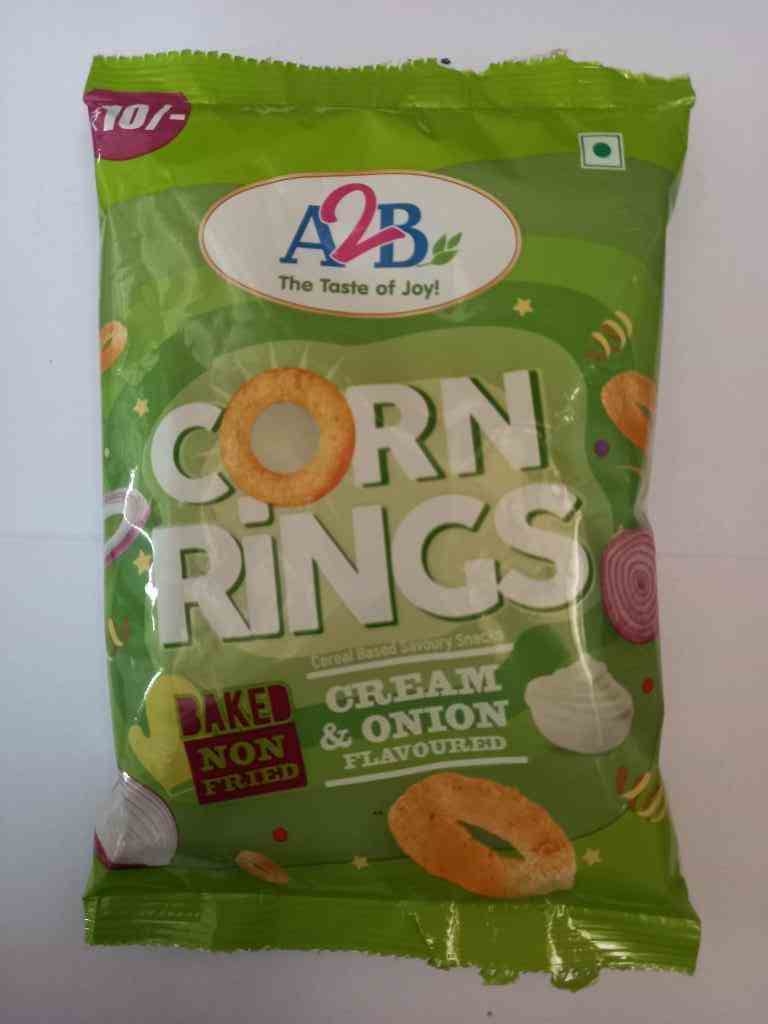 10/-
A2B
The Taste of Joy!
CORN
RiNGS
Cereal Based Savoury Snacks
CREAM
& ONION
FLAVOURED
BAKED
NON
FRIED